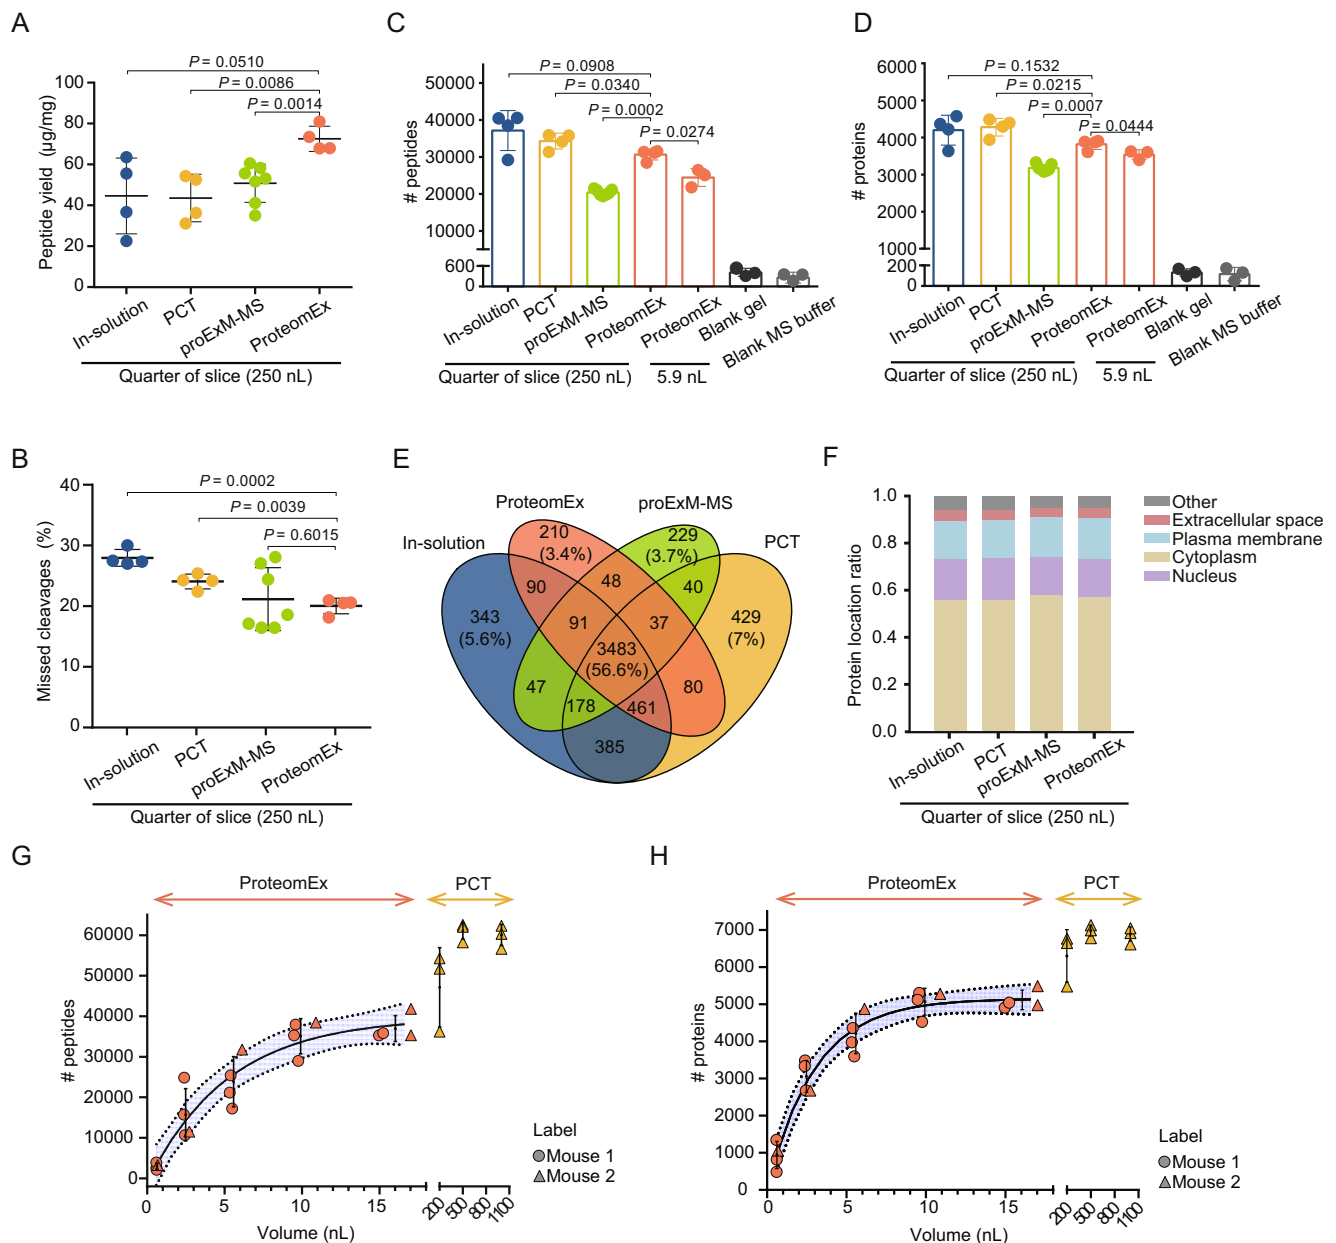 A
P = 0.0510
P = 0.0086
P = 0.0014
100
80
60
40
20
0
Peptide yield (µg/mg)
In-solution
PCT
proExM-MS
ProteomEx
Quarter of slice (250 nL)
C
P = 0.0908
P = 0.0340
P = 0.0002
P = 0.0274
50000
40000
30000
20000
10000
600
0
# peptides
In-solution
PCT
proExM-MS
ProteomEx
ProteomEx
Blank gel
Blank MS buffer
Quarter of slice (250 nL)
5.9 nL
D
P = 0.1532
P = 0.0215
P = 0.0007
P = 0.0444
6000
5000
4000
3000
2000
1000
200
0
# proteins
In-solution
PCT
proExM-MS
ProteomEx
ProteomEx
Blank gel
Blank MS buffer
Quarter of slice (250 nL)
5.9 nL
B
P = 0.0002
P = 0.0039
P = 0.6015
40
30
20
10
0
Missed cleavages (%)
In-solution
PCT
proExM-MS
ProteomEx
Quarter of slice (250 nL)
E
ProteomEx
proExM-MS
In-solution
PCT
210
(3.4%)
229
(3.7%)
90
48
40
343
(5.6%)
91
37
429
(7%)
3483
(56.6%)
47
80
178
461
385
F
1.0
0.8
0.6
0.4
0.2
0.0
Protein location ratio
Other
Extracellular space
Plasma membrane
Cytoplasm
Nucleus
In-solution
PCT
proExM-MS
ProteomEx
Quarter of slice (250 nL)
G
ProteomEx
PCT
60000
50000
40000
30000
20000
10000
0
# peptides
Label
Mouse 1
Mouse 2
0
5
10
15
200
500
800
1100
Volume (nL)
H
ProteomEx
PCT
7000
6000
5000
4000
3000
2000
1000
0
# proteins
Label
Mouse 1
Mouse 2
0
5
10
15
200
500
800
1100
Volume (nL)